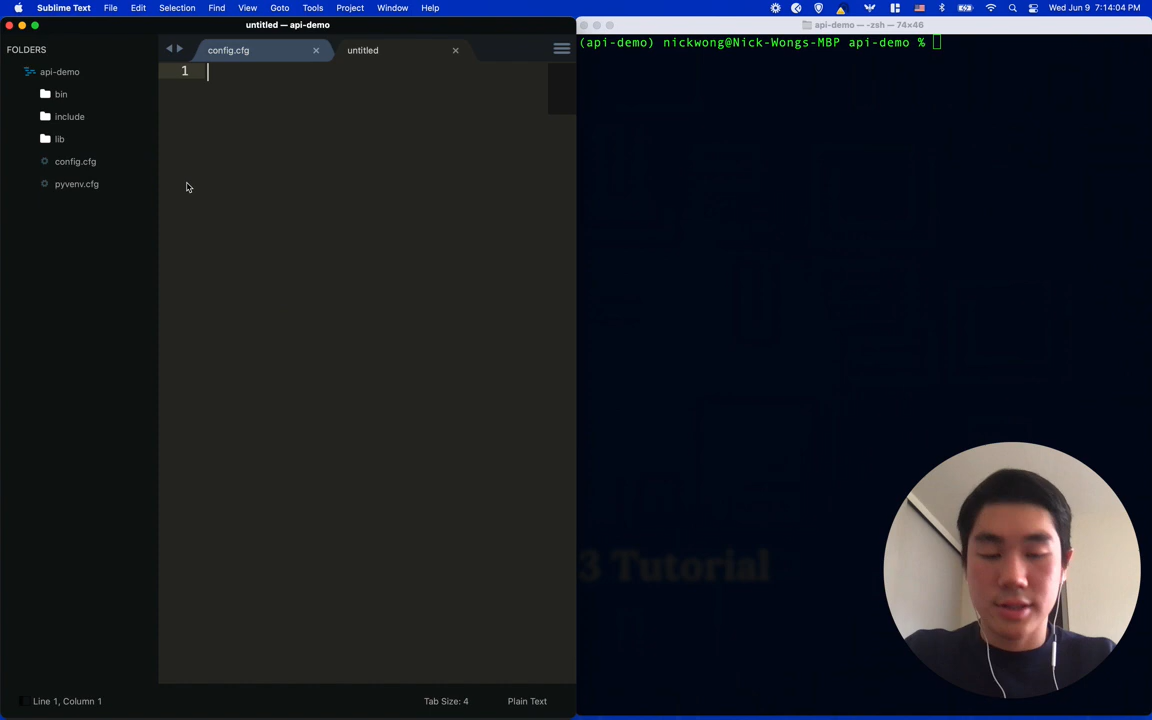 Sublime Text File Edit Selection Find View Goto Tools Project Window Help Wed Jun 9 7:14:04 PM
untitled — api-demo
api-demo — -zsh — 74×46
FOLDERS
api-demo
bin
include
lib
config.cfg
pyvenv.cfg
config.cfg × untitled ×
1
Line 1, Column 1 Tab Size: 4 Plain Text
(api-demo) nickwong@Nick-Wongs-MBP api-demo %
3 Tutorial